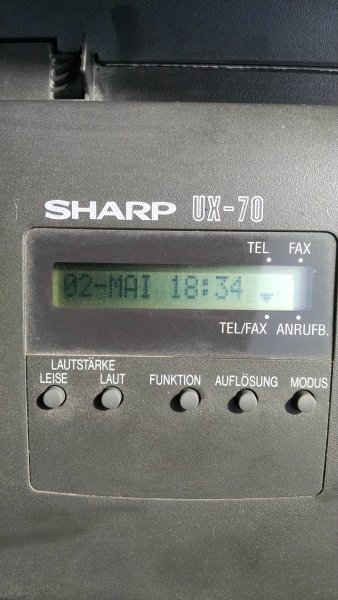 SHARP UX-70
TEL FAX
02-MAI 18:34
TEL/FAX ANRUFB.
LAUTSTÄRKE
LEISE LAUT FUNKTION AUFLÖSUNG MODUS